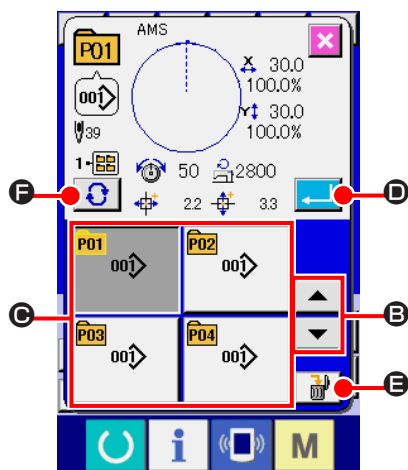 AMS
P01
X 30.0
100.0%
001
Y 30.0
100.0%
39
1-
50 2800
F
D
2.2 3.3
P01
001
P02
001
C
B
P03
001
P04
001
E
i
M